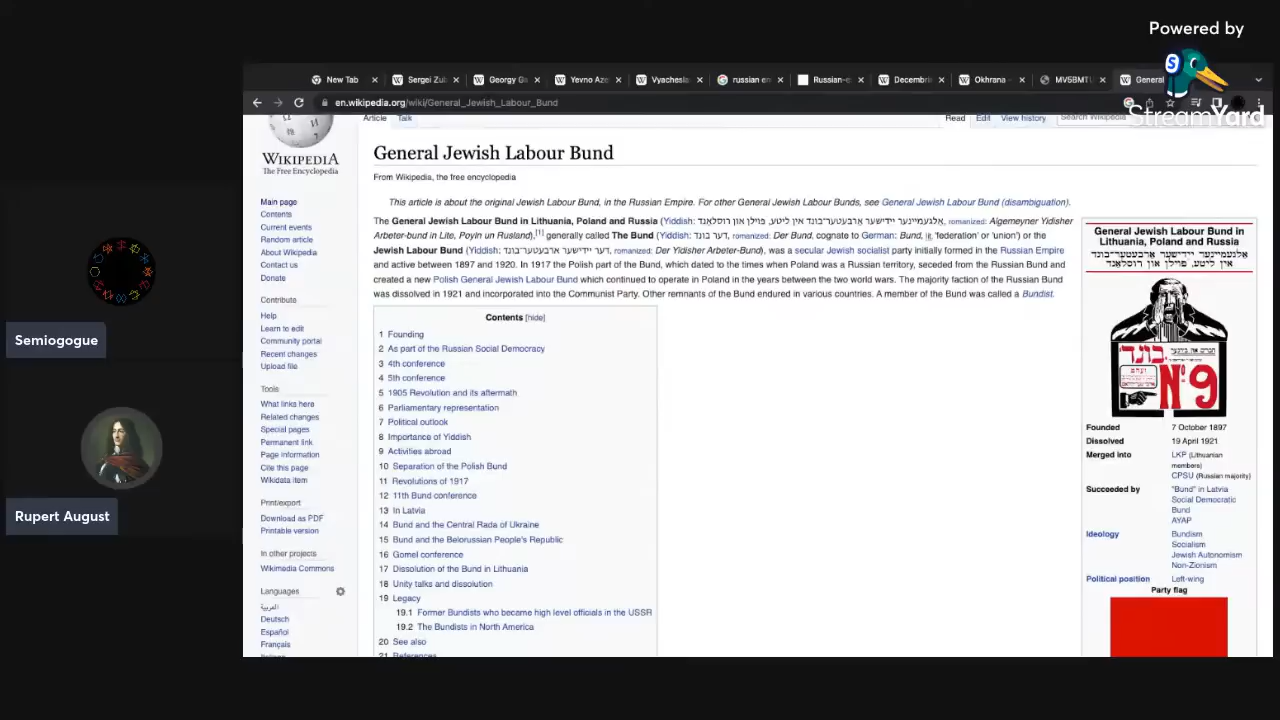 Powered by
StreamYard
New Tab
Sergei Zu
Georgy G
Yevno Aze
Vyachesla
russian e
Russian-e
Decembri
Okhrana -
MV5BMT
General
en.wikipedia.org/wiki/General_Jewish_Labour_Bund
Article Talk
Read Edit View history Search Wikipedia
WIKIPEDIA
The Free Encyclopedia
Main page
Contents
Current events
Random article
About Wikipedia
Contact us
Donate
Contribute
Help
Learn to edit
Community portal
Recent changes
Upload file
Tools
What links here
Related changes
Special pages
Permanent link
Page information
Cite this page
Wikidata item
Print/export
Download as PDF
Printable version
In other projects
Wikimedia Commons
Languages
العربية
Deutsch
Español
Français
General Jewish Labour Bund
From Wikipedia, the free encyclopedia
This article is about the original Jewish Labour Bund, in the Russian Empire. For other General Jewish Labour Bunds, see General Jewish Labour Bund (disambiguation).
The General Jewish Labour Bund in Lithuania, Poland and Russia (Yiddish: אַלגעמיינער ייִדישער אַרבעטער־בונד אין ליטע, פּוילן און רוסלאַנד, romanized: Algemeyner Yidisher
Arbeter-bund in Lite, Poyln un Rusland),[1] generally called The Bund (Yiddish: דער בונד, romanized: Der Bund, cognate to German: Bund, lit. 'federation' or 'union') or the
Jewish Labour Bund (Yiddish: דער ייִדישער אַרבעטער־בונד, romanized: Der Yidisher Arbeter-Bund), was a secular Jewish socialist party initially formed in the Russian Empire
and active between 1897 and 1920. In 1917 the Polish part of the Bund, which dated to the times when Poland was a Russian territory, seceded from the Russian Bund and
created a new Polish General Jewish Labour Bund which continued to operate in Poland in the years between the two world wars. The majority faction of the Russian Bund
was dissolved in 1921 and incorporated into the Communist Party. Other remnants of the Bund endured in various countries. A member of the Bund was called a Bundist.
Contents [hide]
1 Founding
2 As part of the Russian Social Democracy
3 4th conference
4 5th conference
5 1905 Revolution and its aftermath
6 Parliamentary representation
7 Political outlook
8 Importance of Yiddish
9 Activities abroad
10 Separation of the Polish Bund
11 Revolutions of 1917
12 11th Bund conference
13 In Latvia
14 Bund and the Central Rada of Ukraine
15 Bund and the Belorussian People's Republic
16 Gomel conference
17 Dissolution of the Bund in Lithuania
18 Unity talks and dissolution
19 Legacy
19.1 Former Bundists who became high level officials in the USSR
19.2 The Bundists in North America
20 See also
21 References
General Jewish Labour Bund in
Lithuania, Poland and Russia
אַלגעמיינער ייִדישער אַרבעטער־בונד אין
ליטע, פּוילן און רוסלאַנד
בונד
Nº 9
Founded 7 October 1897
Dissolved 19 April 1921
Merged into LKP (Lithuanian
members)
CPSU (Russian majority)
Succeeded by "Bund" in Latvia
Social Democratic
Bund
AYAP
Ideology Bundism
Socialism
Jewish Autonomism
Non-Zionism
Political position Left-wing
Party flag
Semiogogue
Rupert August